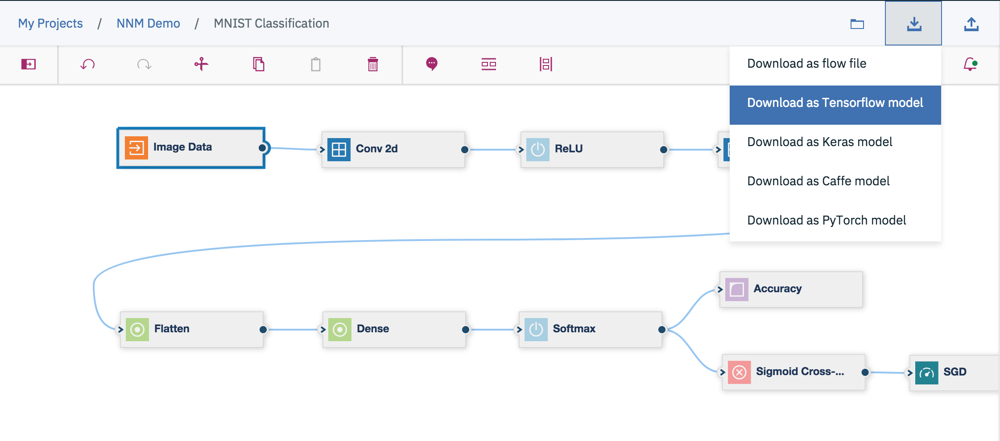 My Projects / NNM Demo / MNIST Classification
Download as flow file
Download as Tensorflow model
Download as Keras model
Download as Caffe model
Download as PyTorch model
Image Data
Conv 2d
ReLU
Flatten
Dense
Softmax
Accuracy
Sigmoid Cross-...
SGD